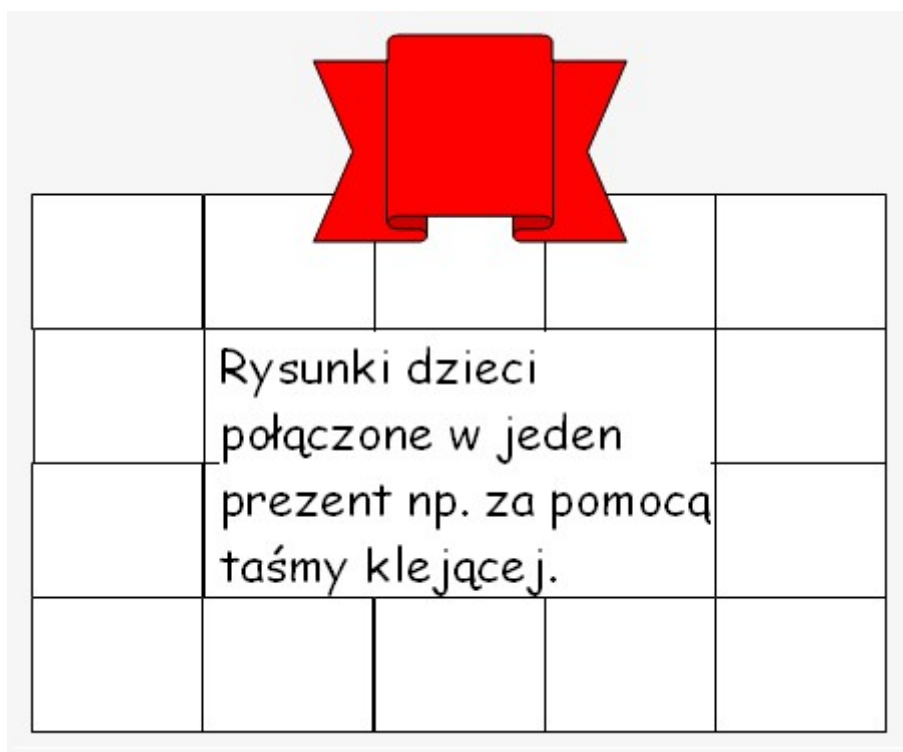 Rysunki dzieci
połączone w jeden
prezent np. za pomocą
taśmy klejącej.